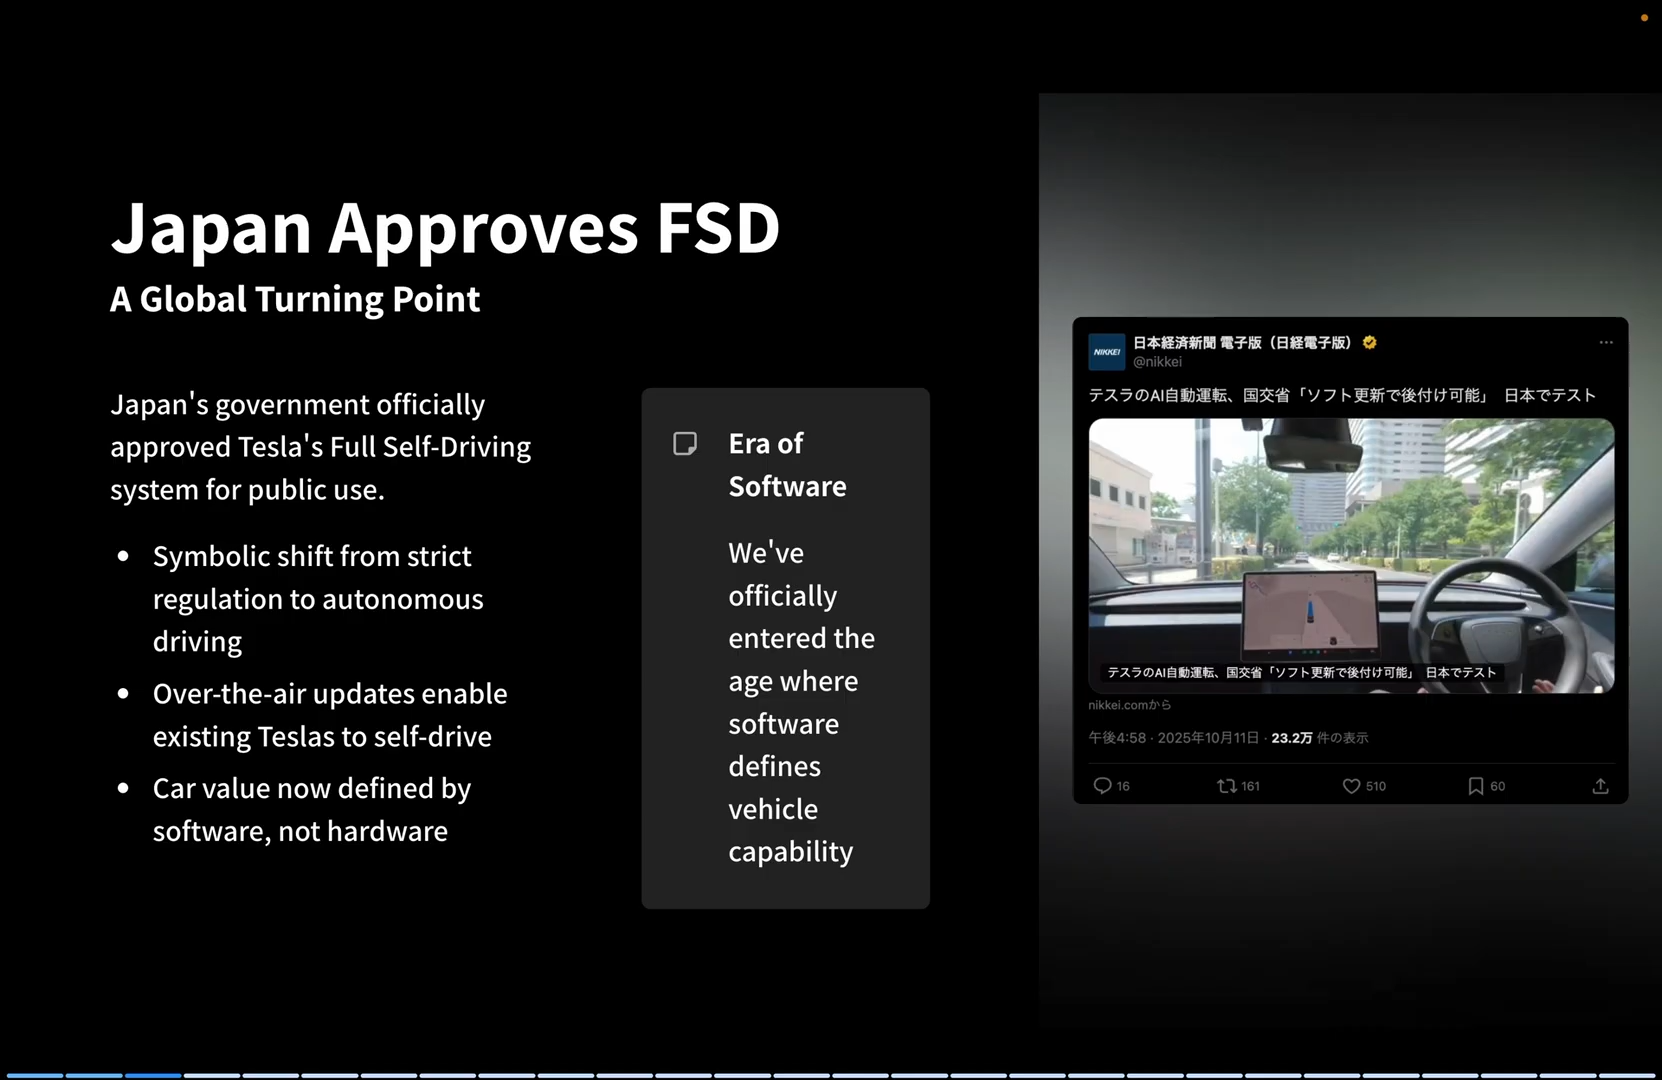 Japan Approves FSD
A Global Turning Point
Japan's government officially
approved Tesla's Full Self-Driving
system for public use.
• Symbolic shift from strict
regulation to autonomous
driving
• Over-the-air updates enable
existing Teslas to self-drive
• Car value now defined by
software, not hardware
Era of
Software
We've
officially
entered the
age where
software
defines
vehicle
capability
NIKKEI
日本経済新聞 電子版（日経電子版）
@nikkei
テスラのAI自動運転、国交省「ソフト更新で後付け可能」 日本でテスト
テスラのAI自動運転、国交省「ソフト更新で後付け可能」 日本でテスト
nikkei.comから
午後4:58 · 2025年10月11日 · 23.2万 件の表示
16 161 510 60